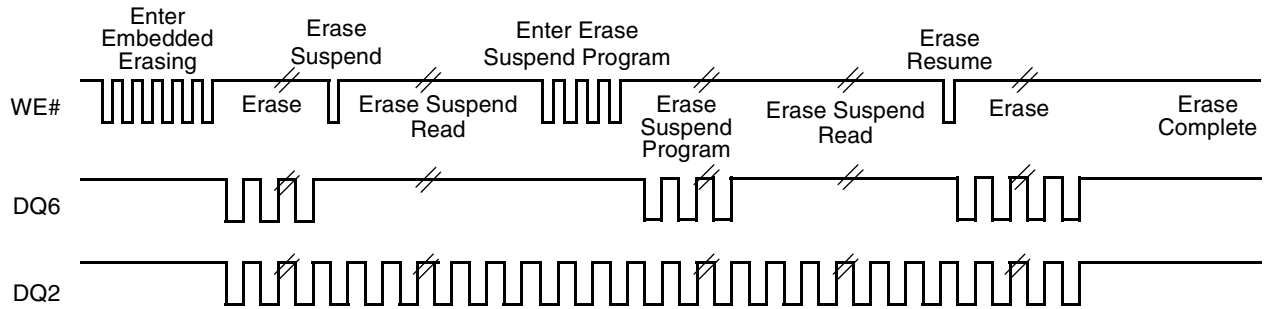 Enter
Embedded
Erasing
Erase
Suspend
Enter Erase
Suspend Program
Erase
Resume
WE#
Erase
Erase Suspend
Read
Erase
Suspend
Program
Erase Suspend
Read
Erase
Erase
Complete
DQ6
DQ2